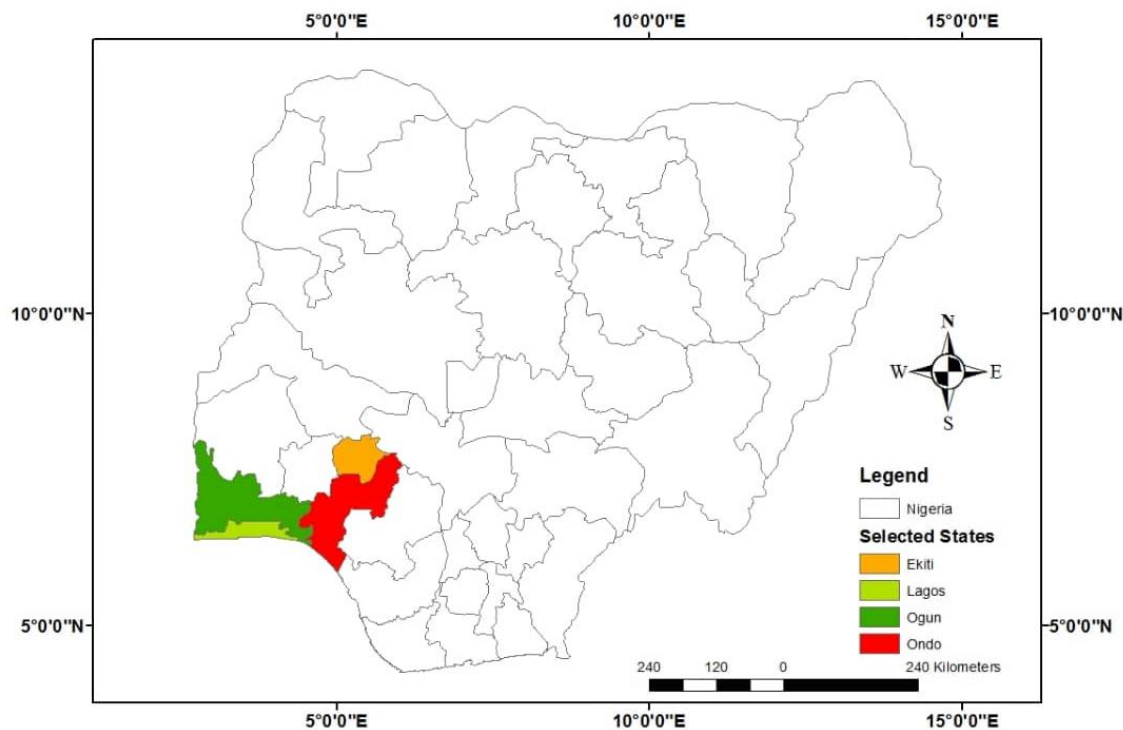 5°0'0"E 10°0'0"E 15°0'0"E
10°0'0"N 10°0'0"N
N
W E
S
Legend
Nigeria
Selected States
Ekiti
Lagos
Ogun
Ondo
5°0'0"N 5°0'0"N
240 120 0 240 Kilometers
5°0'0"E 10°0'0"E 15°0'0"E